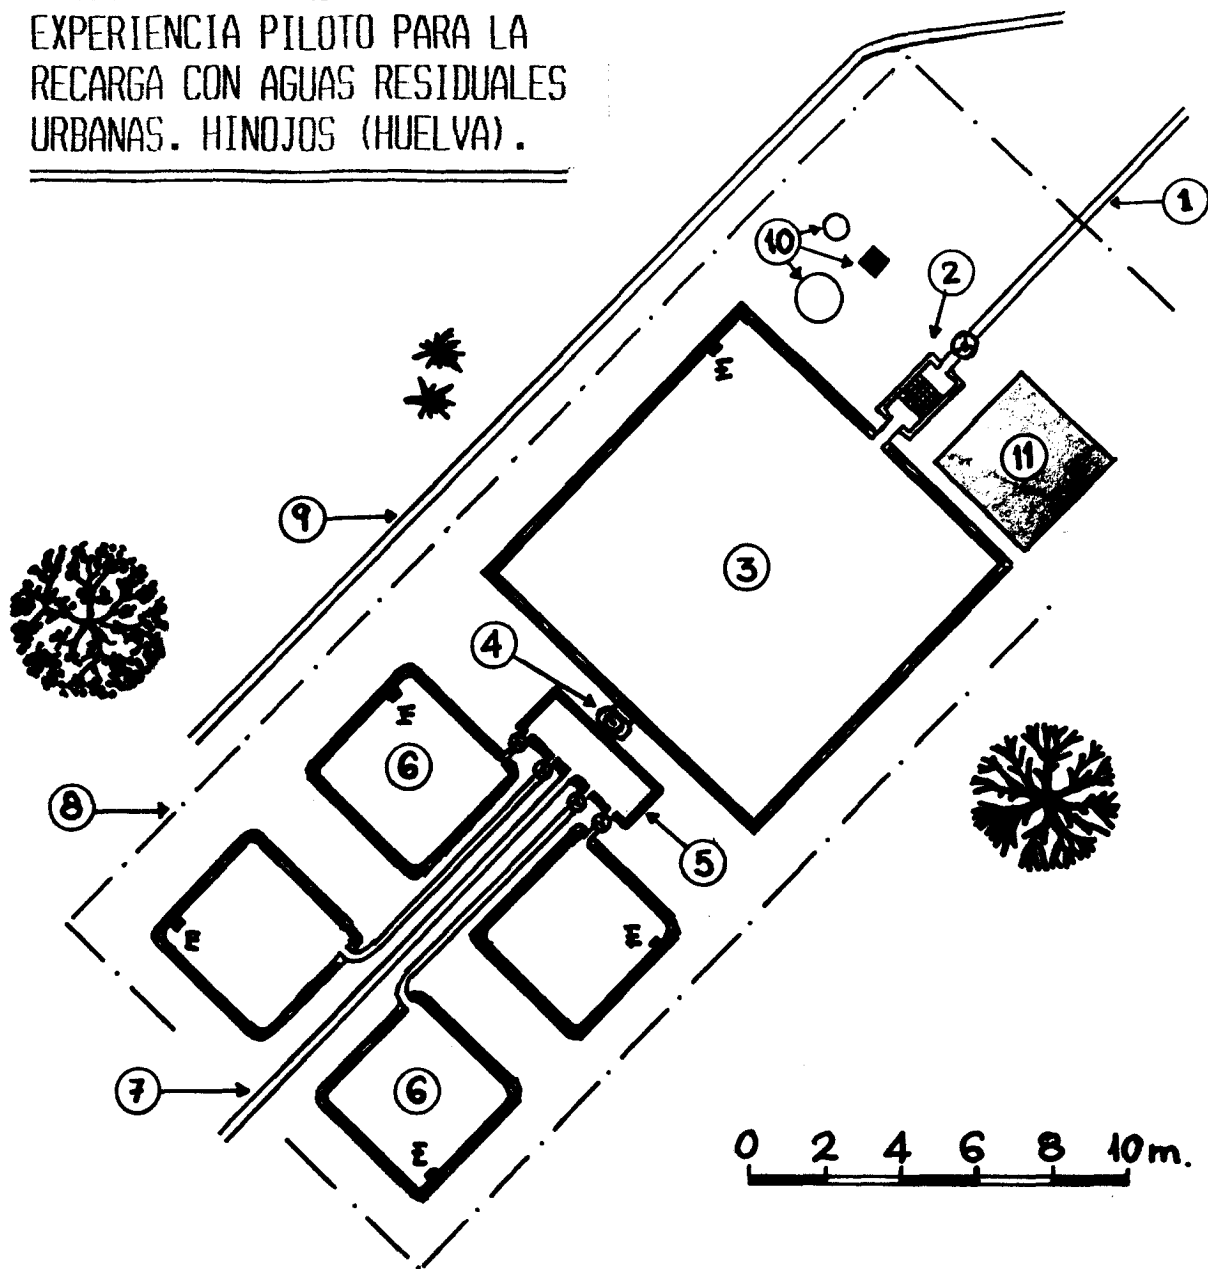 EXPERIENCIA PILOTO PARA LA
RECARGA CON AGUAS RESIDUALES
URBANAS. HINOJOS (HUELVA).
1
10
2
E
11
9
3
4
E
6
8
5
E
E
7
6
E
0 2 4 6 8 10 m.